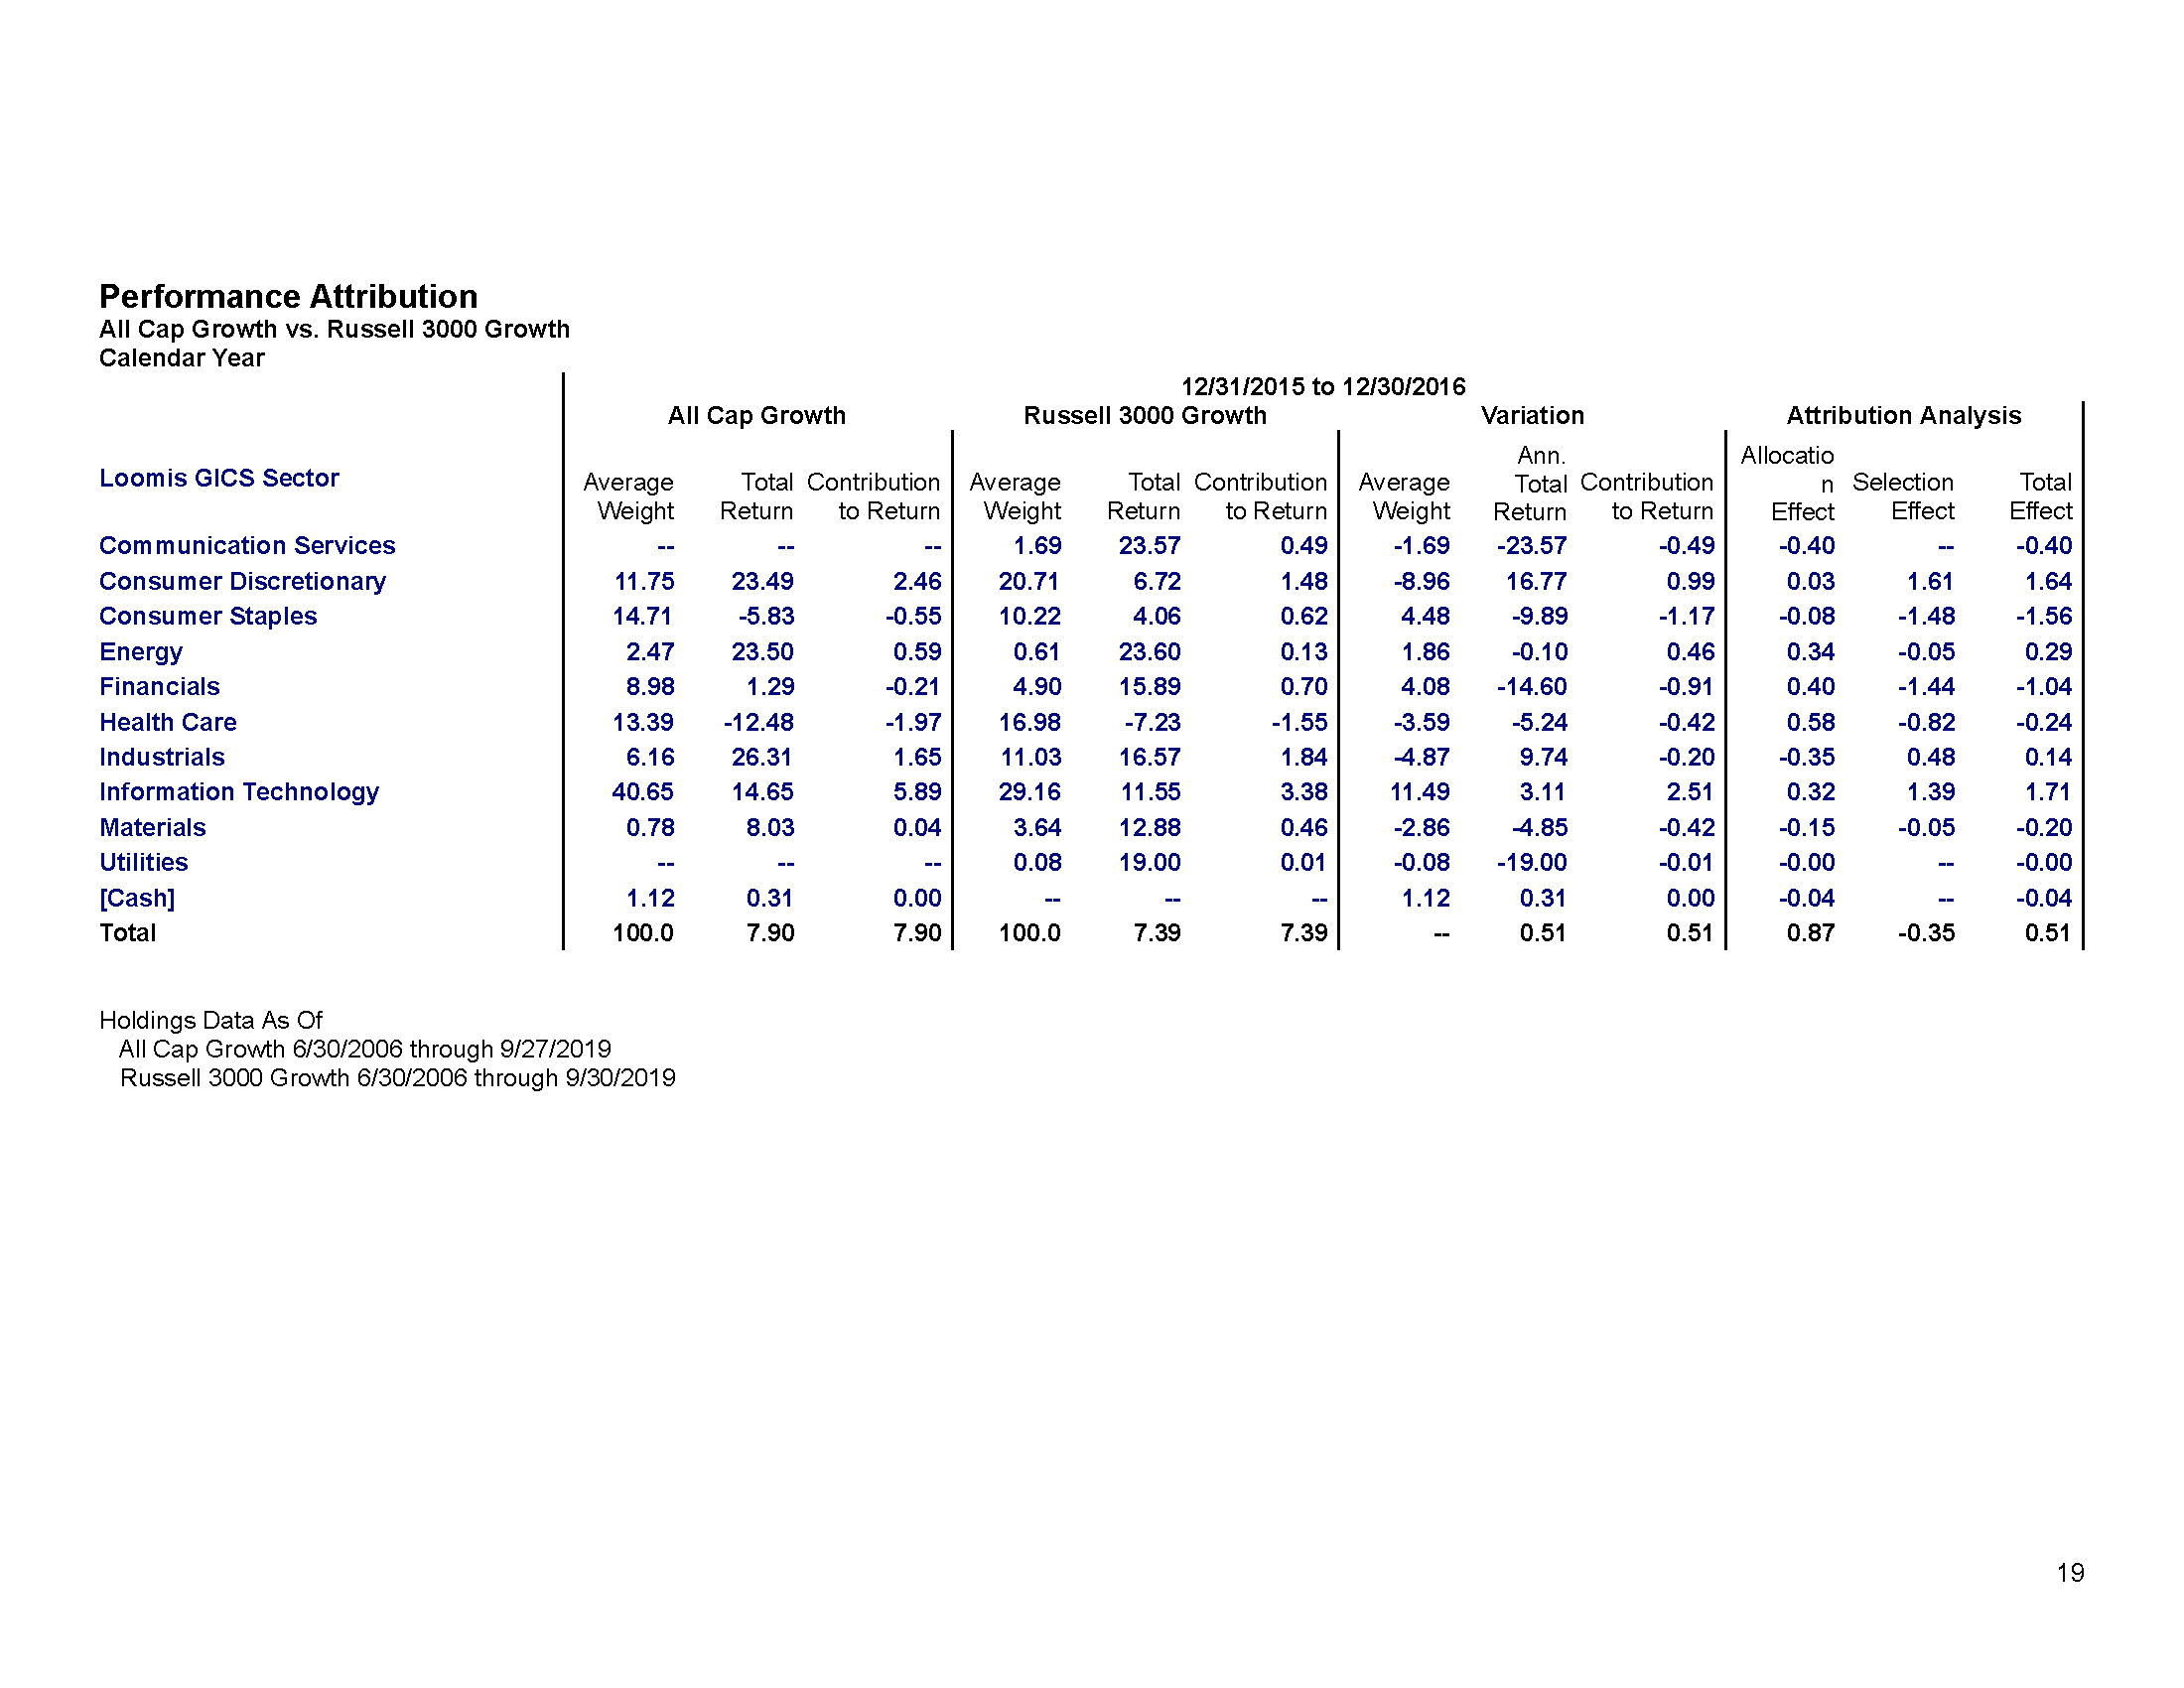 Performance Attribution
All Cap Growth vs. Russell 3000 Growth
Calendar Year
12/31/2015 to 12/30/2016
All Cap Growth Russell 3000 Growth Variation Attribution Analysis
Loomis GICS Sector Average Weight Total Return Contribution to Return Average Weight Total Return Contribution to Return Average Weight Ann. Total Return Contribution to Return Allocatio n Effect Selection Effect Total Effect
Communication Services -- -- -- 1.69 23.57 0.49 -1.69 -23.57 -0.49 -0.40 -- -0.40
Consumer Discretionary 11.75 23.49 2.46 20.71 6.72 1.48 -8.96 16.77 0.99 0.03 1.61 1.64
Consumer Staples 14.71 -5.83 -0.55 10.22 4.06 0.62 4.48 -9.89 -1.17 -0.08 -1.48 -1.56
Energy 2.47 23.50 0.59 0.61 23.60 0.13 1.86 -0.10 0.46 0.34 -0.05 0.29
Financials 8.98 1.29 -0.21 4.90 15.89 0.70 4.08 -14.60 -0.91 0.40 -1.44 -1.04
Health Care 13.39 -12.48 -1.97 16.98 -7.23 -1.55 -3.59 -5.24 -0.42 0.58 -0.82 -0.24
Industrials 6.16 26.31 1.65 11.03 16.57 1.84 -4.87 9.74 -0.20 -0.35 0.48 0.14
Information Technology 40.65 14.65 5.89 29.16 11.55 3.38 11.49 3.11 2.51 0.32 1.39 1.71
Materials 0.78 8.03 0.04 3.64 12.88 0.46 -2.86 -4.85 -0.42 -0.15 -0.05 -0.20
Utilities -- -- -- 0.08 19.00 0.01 -0.08 -19.00 -0.01 -0.00 -- -0.00
[Cash] 1.12 0.31 0.00 -- -- -- 1.12 0.31 0.00 -0.04 -- -0.04
Total 100.0 7.90 7.90 100.0 7.39 7.39 -- 0.51 0.51 0.87 -0.35 0.51
Holdings Data As Of
All Cap Growth 6/30/2006 through 9/27/2019
Russell 3000 Growth 6/30/2006 through 9/30/2019
19